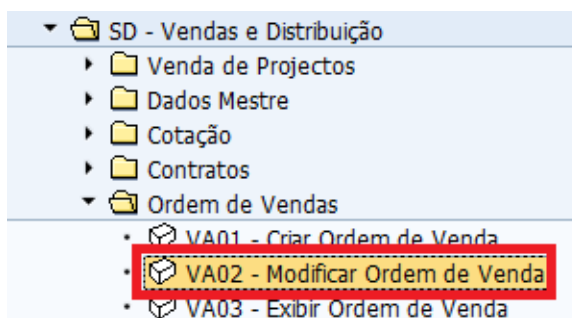 SD - Vendas e Distribuição
Venda de Projectos
Dados Mestre
Cotação
Contratos
Ordem de Vendas
VA01 - Criar Ordem de Venda
VA02 - Modificar Ordem de Venda
VA03 - Exibir Ordem de Venda